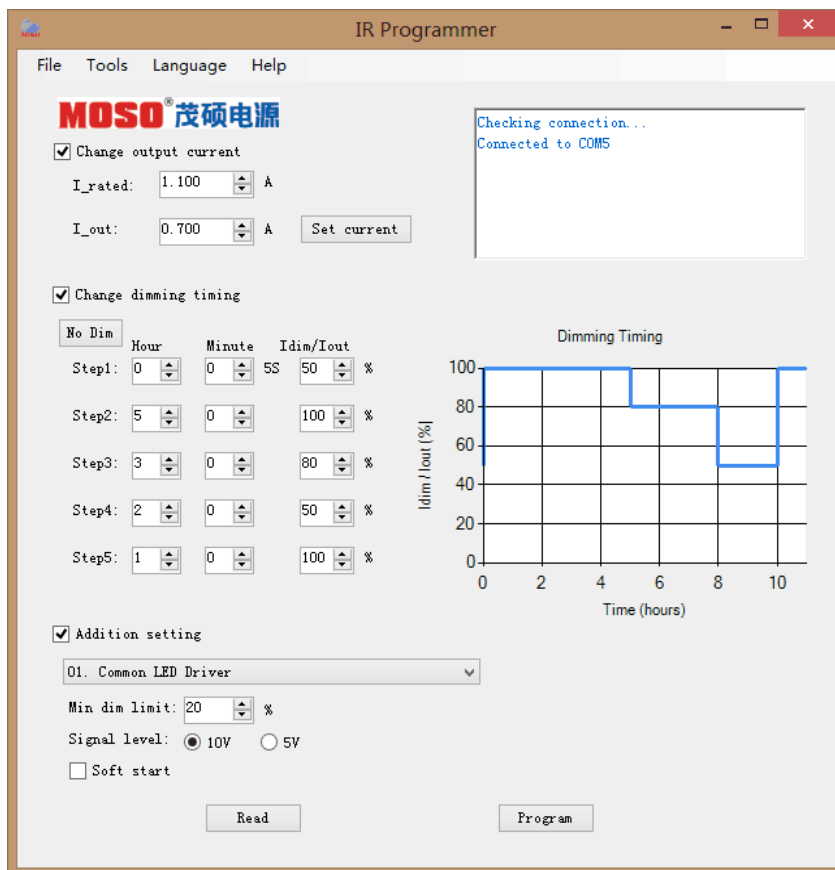 IR Programmer
File Tools Language Help
MOSO®茂硕电源
Checking connection...
Connected to COM5
Change output current
I_rated: 1.100 A
I_out: 0.700 A Set current
Change dimming timing
No Dim
Hour Minute Idim/Iout
Step1: 0 0 5S 50 %
Step2: 5 0 100 %
Step3: 3 0 80 %
Step4: 2 0 50 %
Step5: 1 0 100 %
Dimming Timing
Idim / Iout (%)
100
80
60
40
20
0
0 2 4 6 8 10
Time (hours)
Addition setting
01. Common LED Driver
Min dim limit: 20 %
Signal level: 10V 5V
Soft start
Read Program